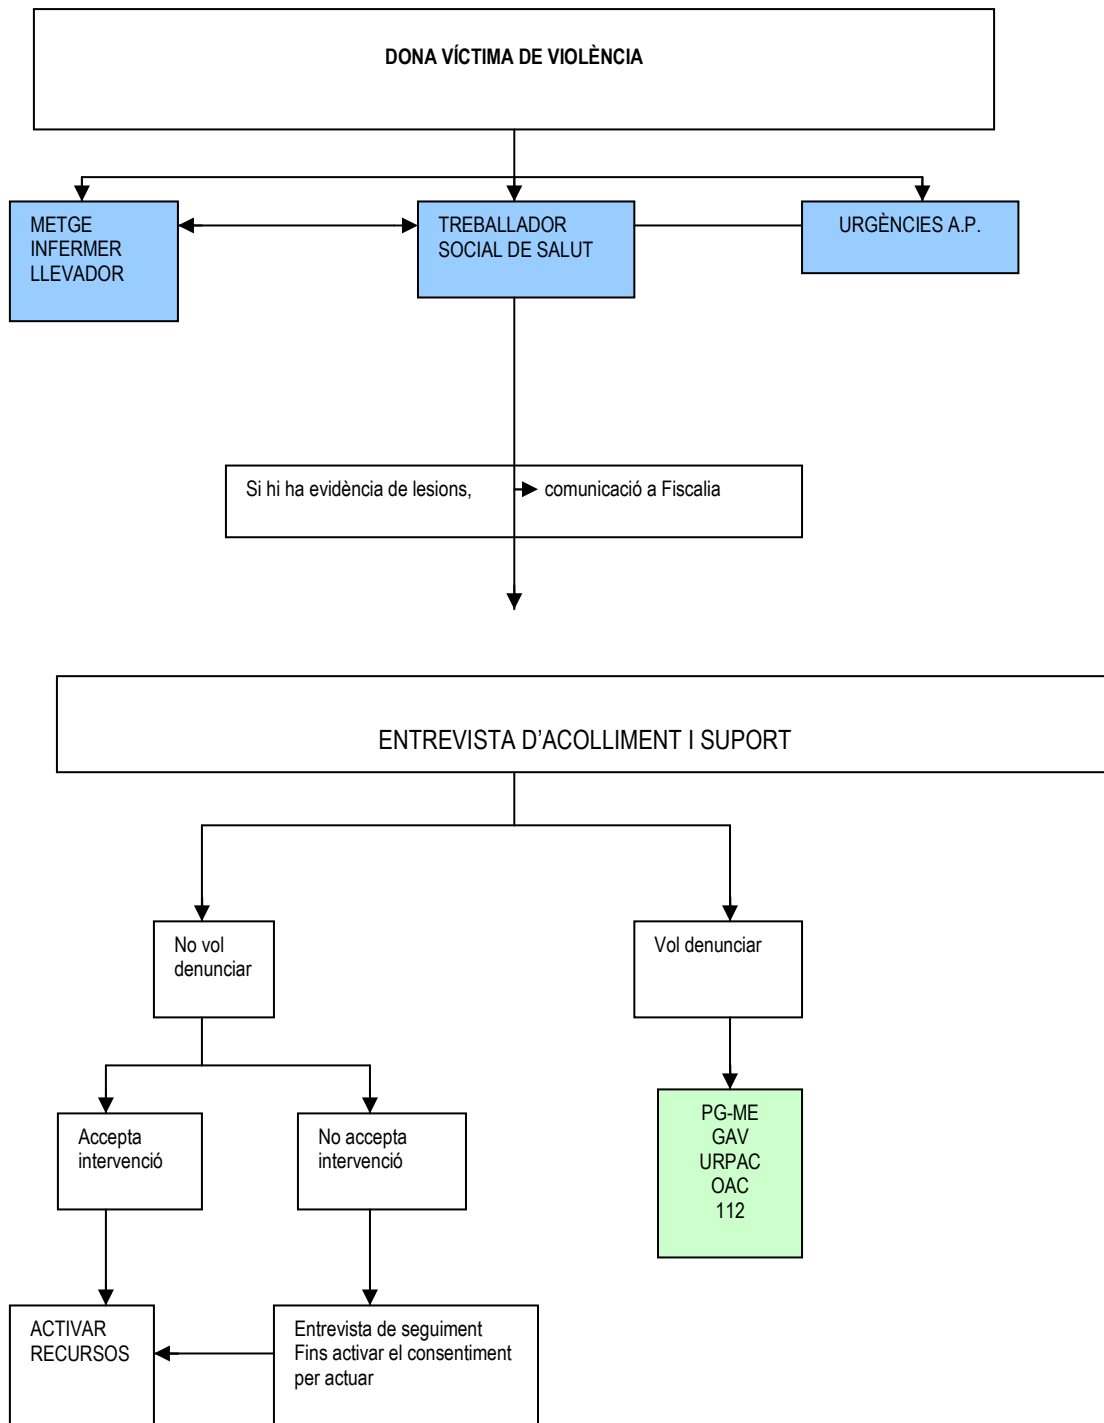 DONA VÍCTIMA DE VIOLÈNCIA
METGE
INFERMER
LLEVADOR
TREBALLADOR
SOCIAL DE SALUT
URGÈNCIES A.P.
Si hi ha evidència de lesions, comunicació a Fiscalia
ENTREVISTA D’ACOLLIMENT I SUPORT
No vol
denunciar
Vol denunciar
Accepta
intervenció
No accepta
intervenció
PG-ME
GAV
URPAC
OAC
112
ACTIVAR
RECURSOS
Entrevista de seguiment
Fins activar el consentiment
per actuar